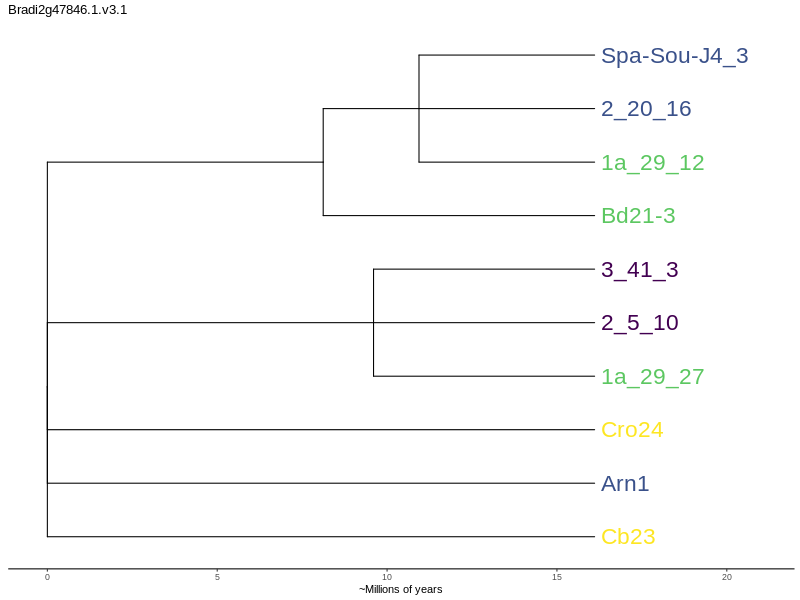 Bradi2g47846.1.v3.1
Spa-Sou-J4_3
2_20_16
1a_29_12
Bd21-3
3_41_3
2_5_10
1a_29_27
Cro24
Arn1
Cb23
0 5 10 15 20
~Millions of years